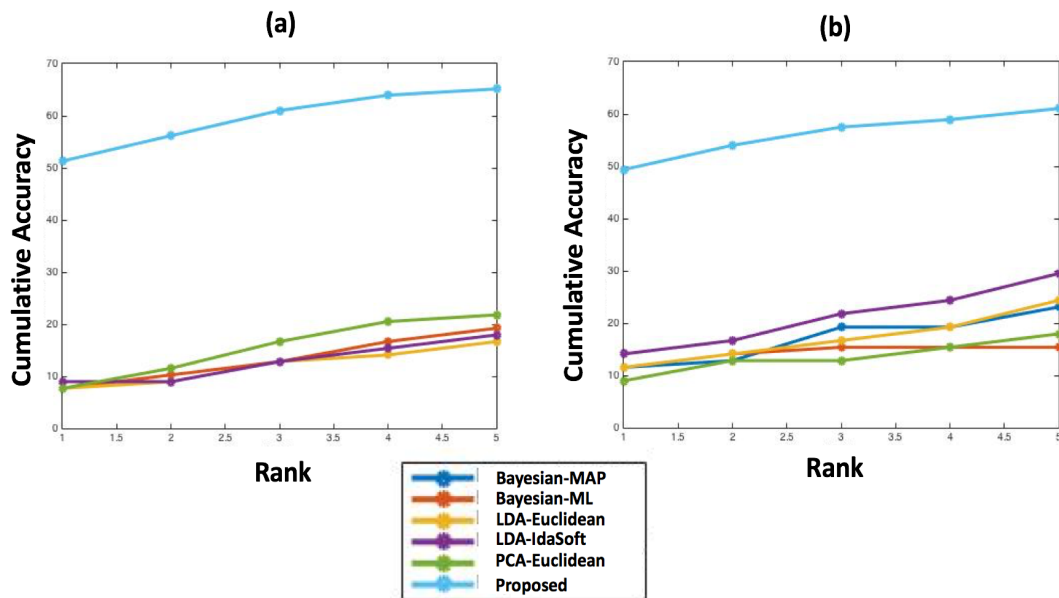 (a)
70
60
50
40
30
20
10
0
1 1.5 2 2.5 3 3.5 4 4.5 5
Cumulative Accuracy
Rank
(b)
70
60
50
40
30
20
10
0
1 1.5 2 2.5 3 3.5 4 4.5 5
Cumulative Accuracy
Rank
Bayesian-MAP
Bayesian-ML
LDA-Euclidean
LDA-IdaSoft
PCA-Euclidean
Proposed